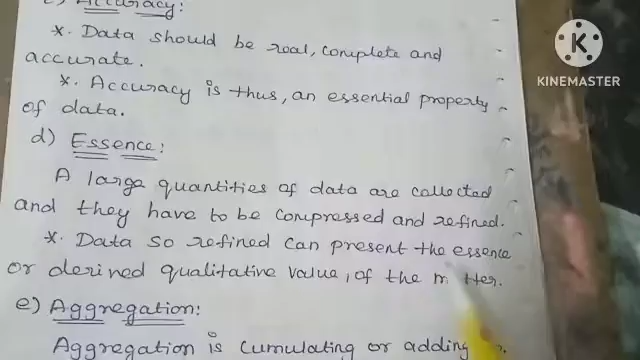 c) Accuracy:
*. Data should be real, complete and
accurate.
*. Accuracy is thus, an essential property
of data.
d) Essence:
A large quantities of data are collected
and they have to be compressed and refined.
*. Data so refined can present the essence
or derived qualitative value, of the m tter.
e) Aggregation:
Aggregation is cumulating or adding
KINEMASTER